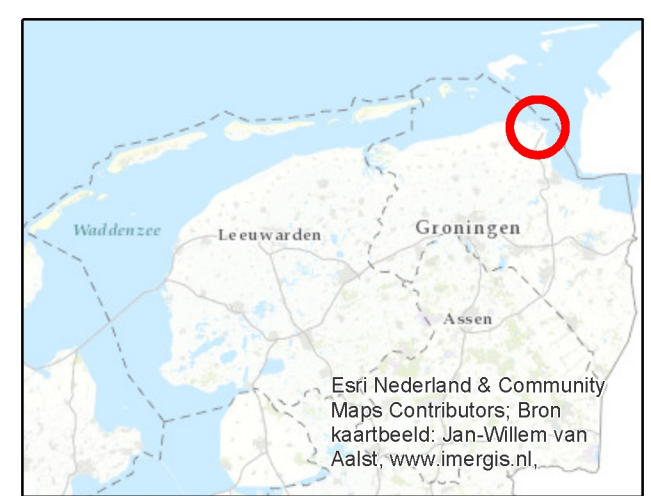 Waddenzee
Leeuwarden
Groningen
Assen
Esri Nederland & Community
Maps Contributors; Bron
kaartbeeld: Jan-Willem van
Aalst, www.imergis.nl,